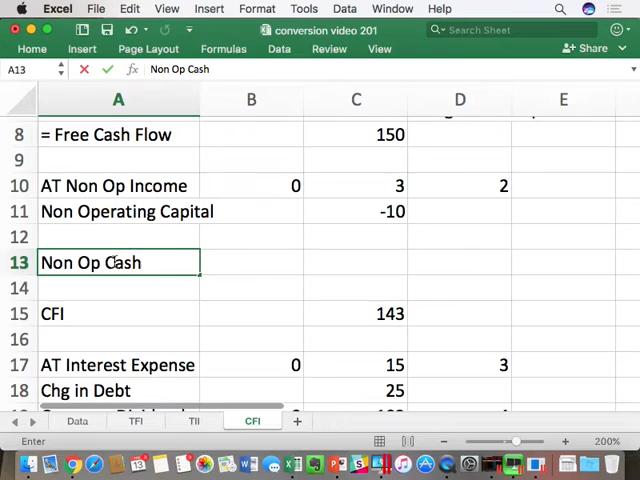 Excel File Edit View Insert Format Tools Data Window Help
conversion video 201
Search Sheet
Home Insert Page Layout Formulas Data Review View Share
A13 fx Non Op Cash
A B C D E
8 = Free Cash Flow 150
9
10 AT Non Op Income 0 3 2
11 Non Operating Capital -10
12
13 Non Op Cash
14
15 CFI 143
16
17 AT Interest Expense 0 15 3
18 Chg in Debt 25
Data TFI TII CFI
Enter 200%